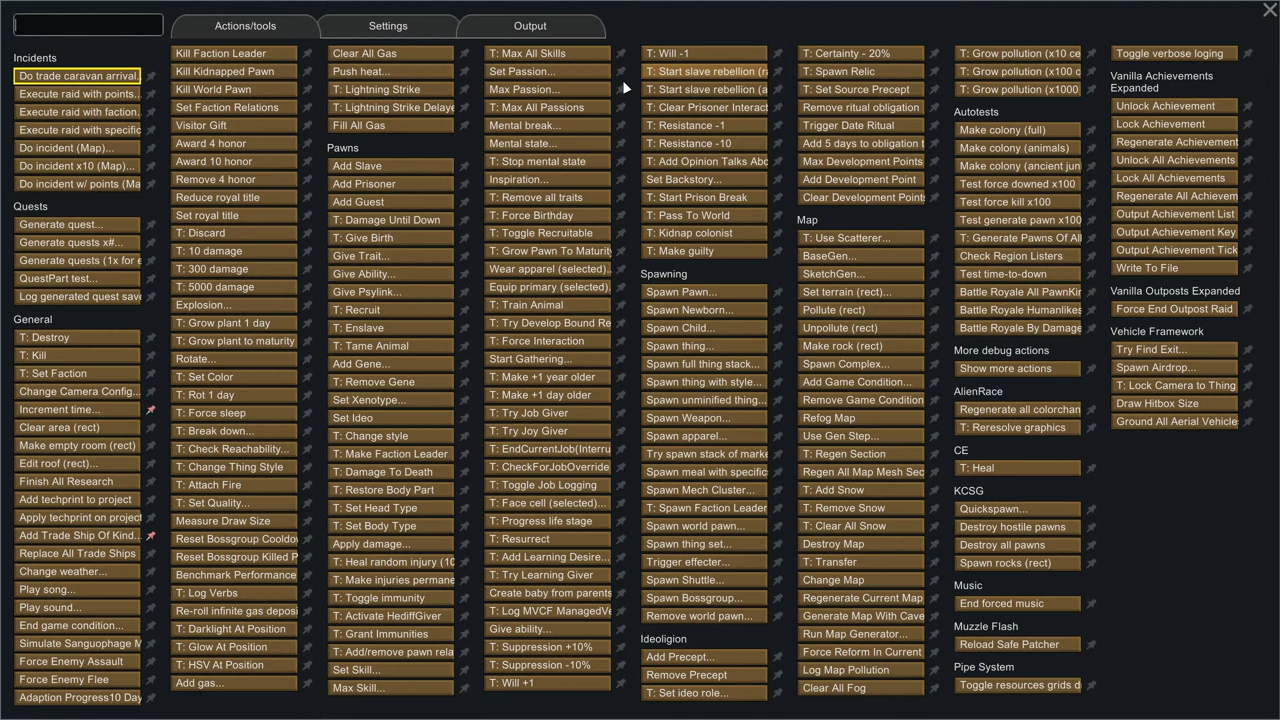 Actions/tools
Settings
Output
Incidents
Do trade caravan arrival.
Execute raid with points..
Execute raid with faction.
Execute raid with specific
Do incident (Map)...
Do incident x10 (Map)...
Do incident w/ points (Ma
Quests
Generate quest...
Generate quests x#...
Generate quests (1x for e
QuestPart test...
Log generated quest save
General
T: Destroy
T: Kill
T: Set Faction
Change Camera Config..
Increment time...
Clear area (rect)
Make empty room (rect)
Edit roof (rect)...
Finish All Research
Add techprint to project
Apply techprint on project
Add Trade Ship Of Kind...
Replace All Trade Ships
Change weather...
Play song...
Play sound...
End game condition...
Simulate Sanguophage M
Force Enemy Assault
Force Enemy Flee
Adaption Progress10 Day
Kill Faction Leader
Kill Kidnapped Pawn
Kill World Pawn
Set Faction Relations
Visitor Gift
Award 4 honor
Award 10 honor
Remove 4 honor
Reduce royal title
Set royal title
T: Discard
T: 10 damage
T: 300 damage
T: 5000 damage
Explosion...
T: Grow plant 1 day
T: Grow plant to maturity
Rotate...
T: Set Color
T: Rot 1 day
T: Force sleep
T: Break down...
T: Check Reachability...
T: Change Thing Style
T: Attach Fire
T: Set Quality...
Measure Draw Size
Reset Bossgroup Cooldov
Reset Bossgroup Killed P
Benchmark Performance
T: Log Verbs
Re-roll infinite gas deposi
T: Darklight At Position
T: Glow At Position
T: HSV At Position
Add gas...
Clear All Gas
Push heat...
T: Lightning Strike
T: Lightning Strike Delaye
Fill All Gas
Pawns
Add Slave
Add Prisoner
Add Guest
T: Damage Until Down
T: Give Birth
Give Trait...
Give Ability...
Give Psylink...
T: Recruit
T: Enslave
T: Tame Animal
Add Gene...
T: Remove Gene
Set Xenotype...
Set Ideo
T: Change style
T: Make Faction Leader
T: Damage To Death
T: Restore Body Part
T: Set Head Type
T: Set Body Type
Apply damage...
T: Heal random injury (10
T: Make injuries permane
T: Toggle immunity
T: Activate HediffGiver
T: Grant Immunities
T: Add/remove pawn rela
Set Skill...
Max Skill...
T: Max All Skills
Set Passion...
Max Passion...
T: Max All Passions
Mental break...
Mental state...
T: Stop mental state
Inspiration...
T: Remove all traits
T: Force Birthday
T: Toggle Recruitable
T: Grow Pawn To Maturity
Wear apparel (selected)..
Equip primary (selected).
T: Train Animal
T: Try Develop Bound Re
T: Force Interaction
Start Gathering...
T: Make +1 year older
T: Make +1 day older
T: Try Job Giver
T: Try Joy Giver
T: EndCurrentJob(Interru
T: CheckForJobOverride
T: Toggle Job Logging
T: Face cell (selected)...
T: Progress life stage
T: Resurrect
T: Add Learning Desire...
T: Try Learning Giver
Create baby from parents
T: Log MVCF ManagedVe
Give ability...
T: Suppression +10%
T: Suppression -10%
T: Will +1
T: Will -1
T: Start slave rebellion (ra
T: Start slave rebellion (a
T: Clear Prisoner Interact
T: Resistance -1
T: Resistance -10
T: Add Opinion Talks Abo
Set Backstory...
T: Start Prison Break
T: Pass To World
T: Kidnap colonist
T: Make guilty
Spawning
Spawn Pawn...
Spawn Newborn...
Spawn Child...
Spawn thing...
Spawn full thing stack...
Spawn thing with style...
Spawn unminified thing...
Spawn Weapon...
Spawn apparel...
Try spawn stack of marke
Spawn meal with specific
Spawn Mech Cluster...
T: Spawn Faction Leader
Spawn world pawn...
Spawn thing set...
Trigger effecter...
Spawn Shuttle...
Spawn Bossgroup...
Remove world pawn...
Ideoligion
Add Precept...
Remove Precept
T: Set ideo role...
T: Certainty - 20%
T: Spawn Relic
T: Set Source Precept
Remove ritual obligation
Trigger Date Ritual
Add 5 days to obligation t
Max Development Points
Add Development Point
Clear Development Points
Map
T: Use Scatterer...
BaseGen...
SketchGen...
Set terrain (rect)...
Pollute (rect)
Unpollute (rect)
Make rock (rect)
Spawn Complex...
Add Game Condition...
Remove Game Condition
Refog Map
Use Gen Step...
T: Regen Section
Regen All Map Mesh Sec
T: Add Snow
T: Remove Snow
T: Clear All Snow
Destroy Map
T: Transfer
Change Map
Regenerate Current Map
Generate Map With Cave
Run Map Generator...
Force Reform In Current
Log Map Pollution
Clear All Fog
T: Grow pollution (x10 ce
T: Grow pollution (x100 c
T: Grow pollution (x1000
Autotests
Make colony (full)
Make colony (animals)
Make colony (ancient jun
Test force downed x100
Test force kill x100
Test generate pawn x100
T: Generate Pawns Of All
Check Region Listers
Test time-to-down
Battle Royale All PawnKin
Battle Royale Humanlikes
Battle Royale By Damage
More debug actions
Show more actions
AlienRace
Regenerate all colorchan
T: Reresolve graphics
CE
T: Heal
KCSG
Quickspawn...
Destroy hostile pawns
Destroy all pawns
Spawn rocks (rect)
Music
End forced music
Muzzle Flash
Reload Safe Patcher
Pipe System
Toggle resources grids d
Toggle verbose loging
Vanilla Achievements
Expanded
Unlock Achievement
Lock Achievement
Regenerate Achievement
Unlock All Achievements
Lock All Achievements
Regenerate All Achievem
Output Achievement List
Output Achievement Key
Output Achievement Tick
Write To File
Vanilla Outposts Expanded
Force End Outpost Raid
Vehicle Framework
Try Find Exit...
Spawn Airdrop...
T: Lock Camera to Thing
Draw Hitbox Size
Ground All Aerial Vehicle